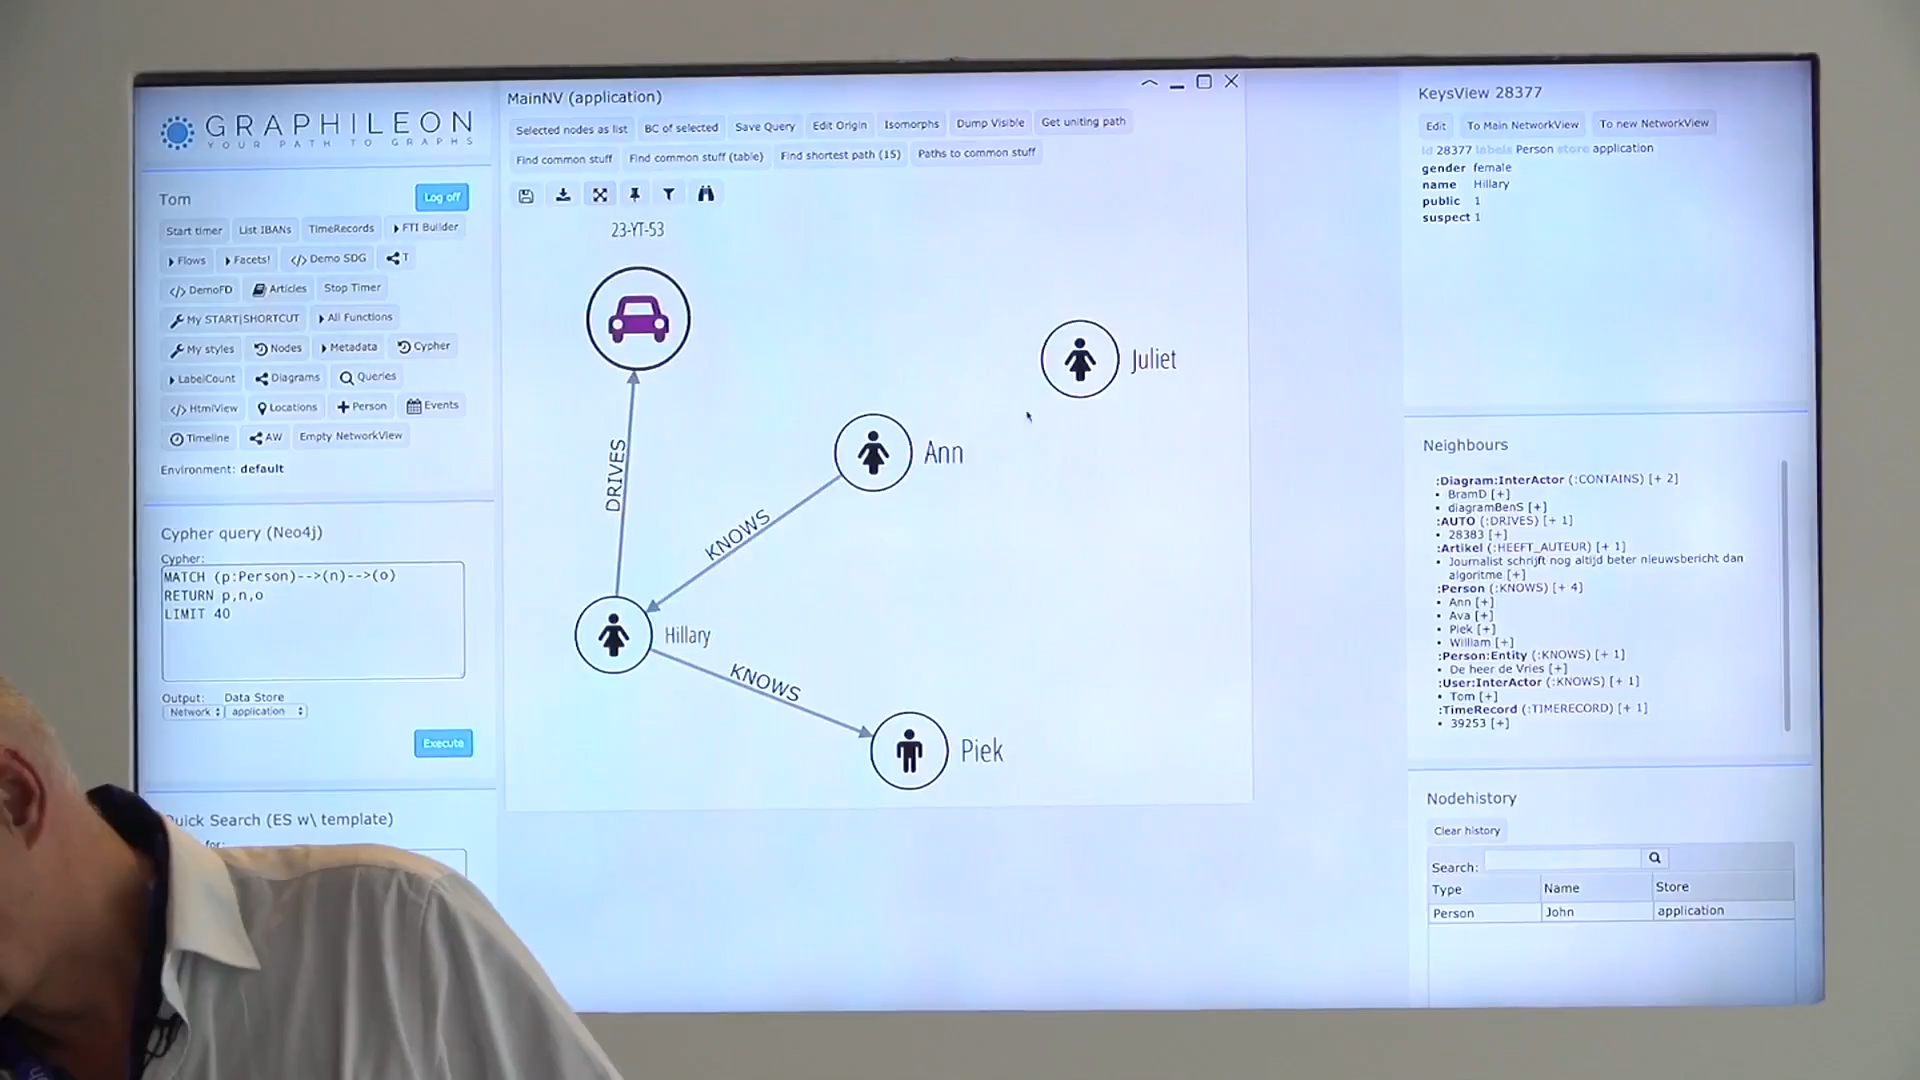 GRAPHILEON
YOUR PATH TO GRAPHS
Tom
Log off
Start timer
List IBANs
TimeRecords
FTI Builder
Flows
Facets!
</> Demo SDG
T
</> DemoFD
Articles
Stop Timer
My START|SHORTCUT
All Functions
My styles
Nodes
Metadata
Cypher
LabelCount
Diagrams
Queries
</> HtmlView
Locations
+Person
Events
Timeline
AW
Empty NetworkView
Environment: default
Cypher query (Neo4j)
Cypher:
MATCH (p:Person)-->(n)-->(o)
RETURN p,n,o
LIMIT 40
Output:
Data Store
Network
application
Execute
Quick Search (ES w\ template)
for:
MainNV (application)
Selected nodes as list
BC of selected
Save Query
Edit Origin
Isomorphs
Dump Visible
Get uniting path
Find common stuff
Find common stuff (table)
Find shortest path (15)
Paths to common stuff
23-YT-53
DRIVES
Juliet
Ann
KNOWS
Hillary
KNOWS
Piek
KeysView 28377
Edit
To Main NetworkView
To new NetworkView
id 28377 labels Person store application
gender female
name Hillary
public 1
suspect 1
Neighbours
:Diagram:InterActor (:CONTAINS) [+ 2]
• BramD [+]
• diagramBenS [+]
:AUTO (:DRIVES) [+ 1]
• 28383 [+]
:Artikel (:HEEFT_AUTEUR) [+ 1]
• Journalist schrijft nog altijd beter nieuwsbericht dan
algoritme [+]
:Person (:KNOWS) [+ 4]
• Ann [+]
• Ava [+]
• Piek [+]
• William [+]
:Person:Entity (:KNOWS) [+ 1]
• De heer de Vries [+]
:User:InterActor (:KNOWS) [+ 1]
• Tom [+]
:TimeRecord (:TIMERECORD) [+ 1]
• 39253 [+]
Nodehistory
Clear history
Search:
Type Name Store
Person John application